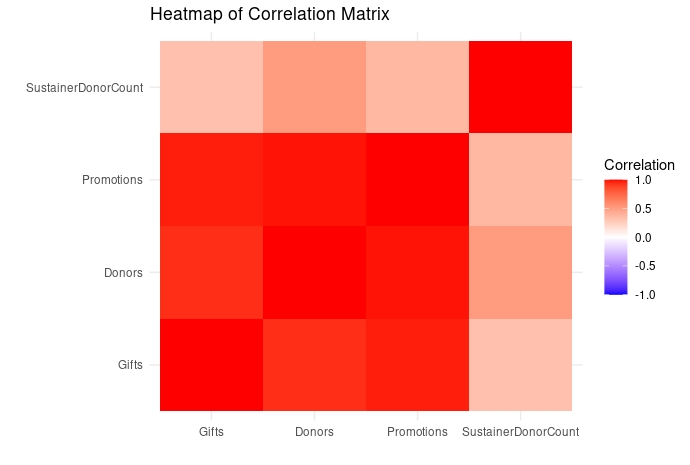 Heatmap of Correlation Matrix
SustainerDonorCount
Promotions
Donors
Gifts
Gifts Donors Promotions SustainerDonorCount
Correlation
1.0
0.5
0.0
-0.5
-1.0